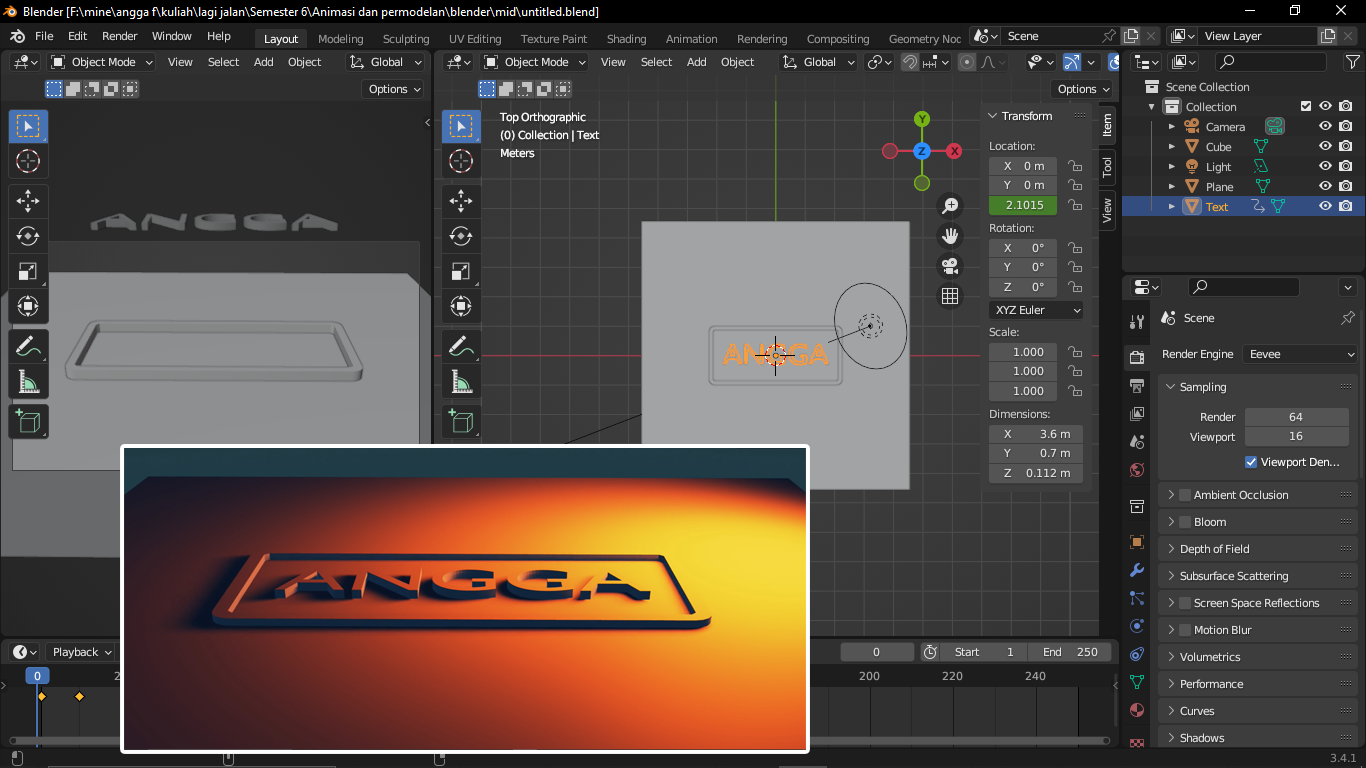 Blender [F:\mine\angga f\kuliah\lagi jalan\Semester 6\Animasi dan permodelan\blender\mid\untitled.blend]
File Edit Render Window Help Layout Modeling Sculpting UV Editing Texture Paint Shading Animation Rendering Compositing Geometry Noc Scene View Layer
Object Mode View Select Add Object Global
Options
Object Mode View Select Add Object Global
Options
Top Orthographic
(0) Collection | Text
Meters
Y
X
Z
ANGGA
ANGGA
Transform
Location:
X 0 m
Y 0 m
2.1015
Rotation:
X 0°
Y 0°
Z 0°
XYZ Euler
Scale:
1.000
1.000
1.000
Dimensions:
X 3.6 m
Y 0.7 m
Z 0.112 m
Item
Tool
View
Scene Collection
Collection
Camera
Cube
Light
Plane
Text
Scene
Render Engine Eevee
Sampling
Render 64
Viewport 16
Viewport Den...
Ambient Occlusion
Bloom
Depth of Field
Subsurface Scattering
Screen Space Reflections
Motion Blur
Volumetrics
Performance
Curves
Shadows
ANGGA
Playback
0 Start 1 End 250
0 200 220 240
3.4.1